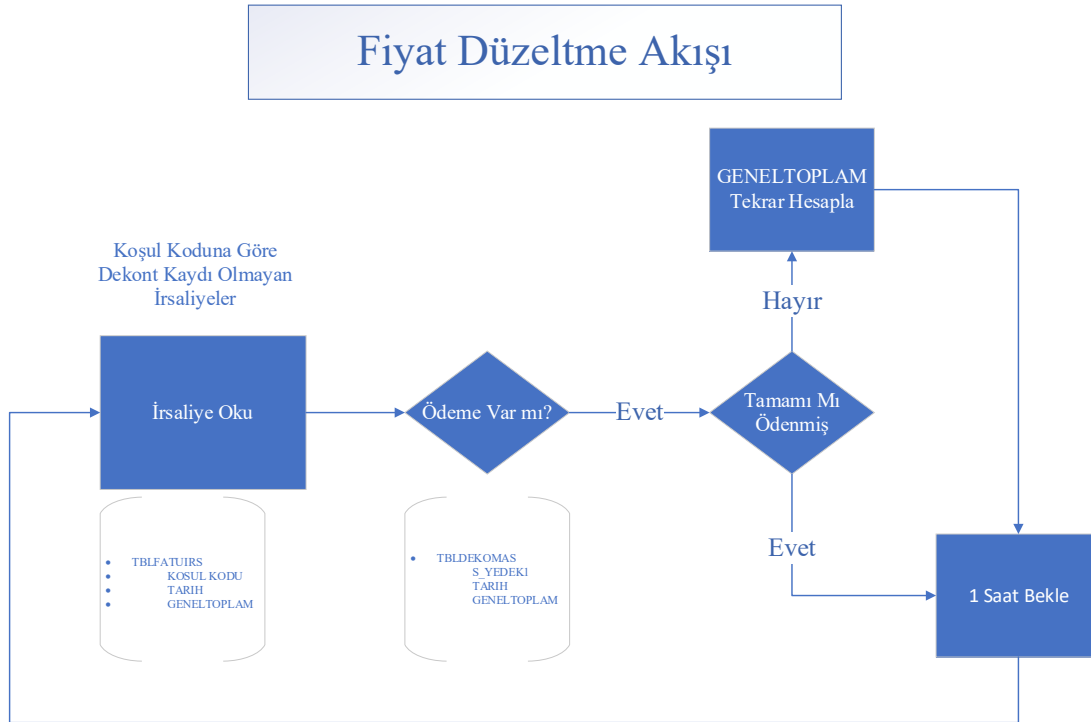 Fiyat Düzeltme Akışı
GENELTOPLAM
Tekrar Hesapla
Koşul Koduna Göre
Dekont Kaydı Olmayan
İrsaliyeler
Hayır
İrsaliye Oku
Ödeme Var mı?
Evet
Tamamı Mı
Ödenmiş
• TBLFATUIRS
• KOSUL KODU
• TARIH
• GENELTOPLAM
• TBLDEKOMAS
S_YEDEK1
TARIH
GENELTOPLAM
Evet
1 Saat Bekle